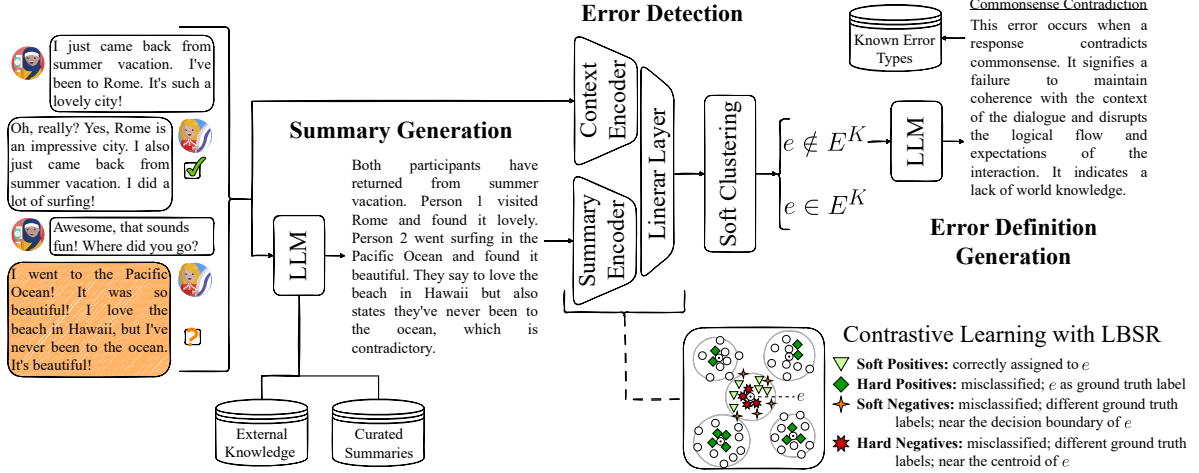 I just came back from
summer vacation. I've
been to Rome. It's such a
lovely city!
Oh, really? Yes, Rome is
an impressive city. I also
just came back from
summer vacation. I did a
lot of surfing!
Awesome, that sounds
fun! Where did you go?
I went to the Pacific
Ocean! It was so
beautiful! I love the
beach in Hawaii, but I've
never been to the ocean.
It's beautiful!
Summary Generation
LLM
Both participants have
returned from summer
vacation. Person 1 visited
Rome and found it lovely.
Person 2 went surfing in the
Pacific Ocean and found it
beautiful. They say to love the
beach in Hawaii but also
states they've never been to
the ocean, which is
contradictory.
External
Knowledge
Curated
Summaries
Error Detection
Context
Encoder
Summary
Encoder
Linerar Layer
Soft Clustering
e ∉ E^K
e ∈ E^K
Known Error
Types
LLM
Commonsense Contradiction
This error occurs when a
response contradicts
commonsense. It signifies a
failure to maintain
coherence with the context
of the dialogue and disrupts
the logical flow and
expectations of the
interaction. It indicates a
lack of world knowledge.
Error Definition
Generation
e
Contrastive Learning with LBSR
Soft Positives: correctly assigned to e
Hard Positives: misclassified; e as ground truth label
Soft Negatives: misclassified; different ground truth
labels; near the decision boundary of e
Hard Negatives: misclassified; different ground truth
labels; near the centroid of e